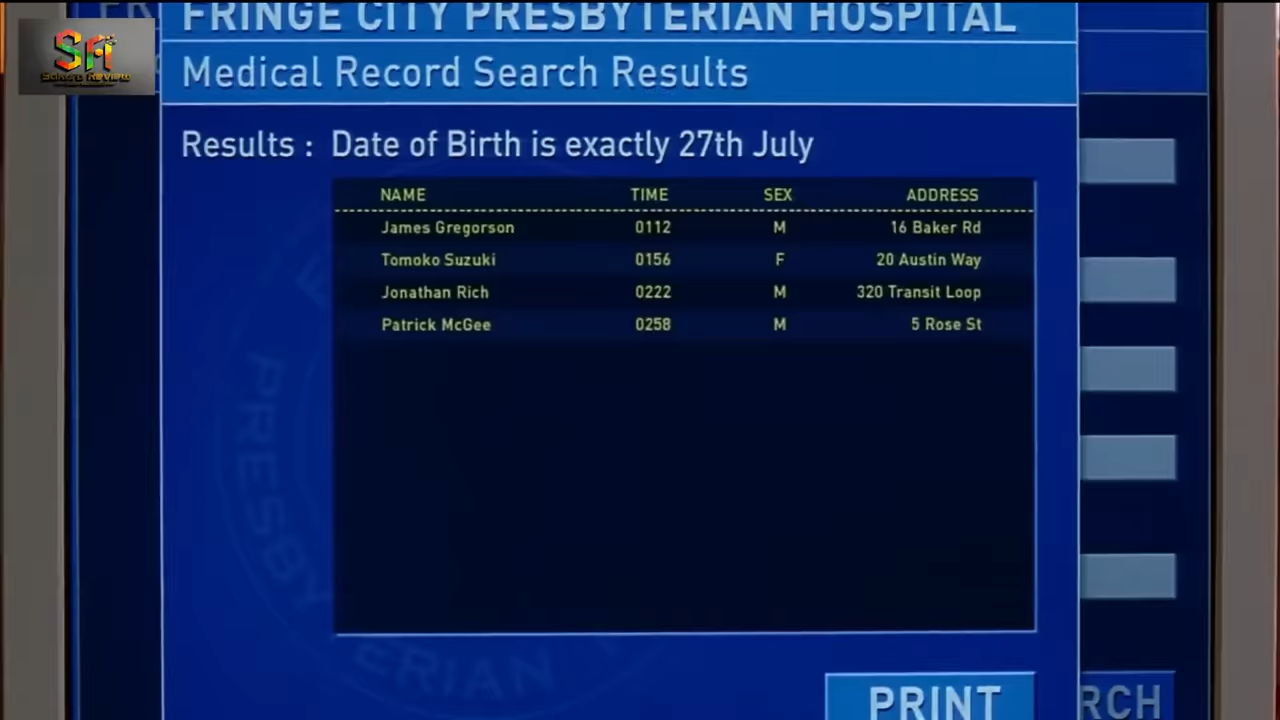 FRINGE CITY PRESBYTERIAN HOSPITAL
Medical Record Search Results
Results : Date of Birth is exactly 27th July
NAME TIME SEX ADDRESS
James Gregorson 0112 M 16 Baker Rd
Tomoko Suzuki 0156 F 20 Austin Way
Jonathan Rich 0222 M 320 Transit Loop
Patrick McGee 0258 M 5 Rose St
PRESBYTERIAN
PRINT
RCH
FR